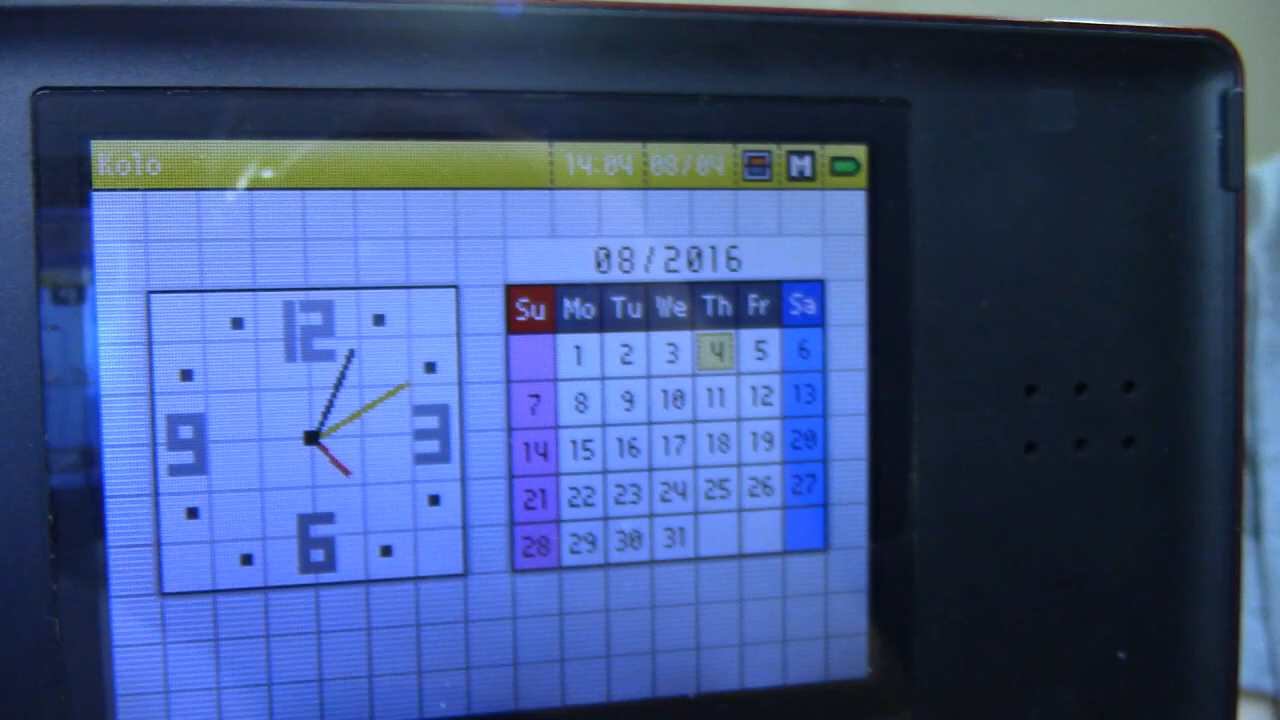 Kolo 14:04 08/04 M
08/2016
12
9 3
6
Su Mo Tu We Th Fr Sa
1 2 3 4 5 6
7 8 9 10 11 12 13
14 15 16 17 18 19 20
21 22 23 24 25 26 27
28 29 30 31